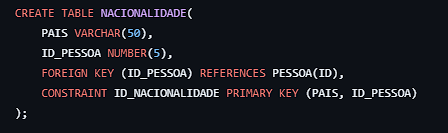 CREATE TABLE NACIONALIDADE(
PAIS VARCHAR(50),
ID_PESSOA NUMBER(5),
FOREIGN KEY (ID_PESSOA) REFERENCES PESSOA(ID),
CONSTRAINT ID_NACIONALIDADE PRIMARY KEY (PAIS, ID_PESSOA)
);